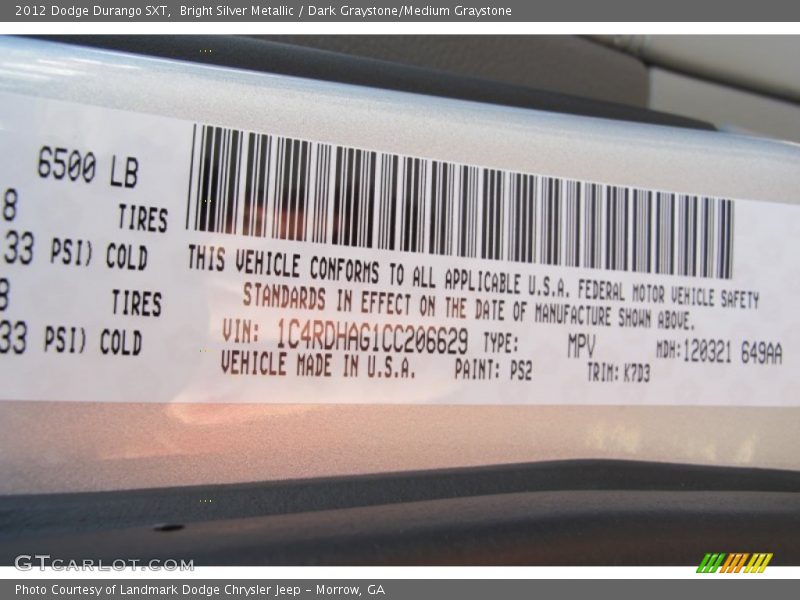 2012 Dodge Durango SXT, Bright Silver Metallic / Dark Graystone/Medium Graystone
6500 LB
8 TIRES
33 PSI) COLD
8 TIRES
33 PSI) COLD
THIS VEHICLE CONFORMS TO ALL APPLICABLE U.S.A. FEDERAL MOTOR VEHICLE SAFETY
STANDARDS IN EFFECT ON THE DATE OF MANUFACTURE SHOWN ABOVE.
VIN: 1C4RDHAG1CC206629 TYPE: MPV MDH:120321 649AA
VEHICLE MADE IN U.S.A. PAINT: PS2 TRIM:K7D3
GTCARLOT.COM
Photo Courtesy of Landmark Dodge Chrysler Jeep - Morrow, GA